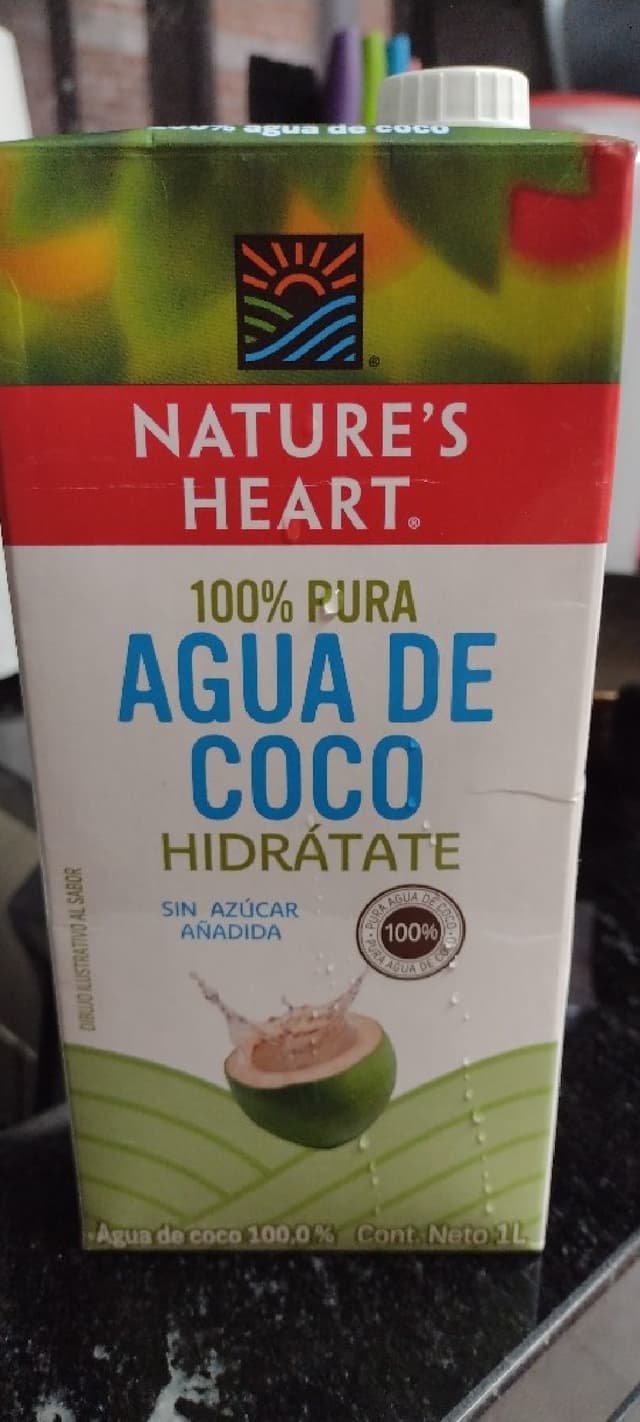 100% agua de coco
NATURE'S
HEART®
100% PURA
AGUA DE
COCO
HIDRÁTATE
SIN AZÚCAR
AÑADIDA
PURA AGUA DE COCO
100%
PURA AGUA DE COCO
DIBUJO ILUSTRATIVO AL SABOR
Agua de coco 100,0% Cont. Neto 1L